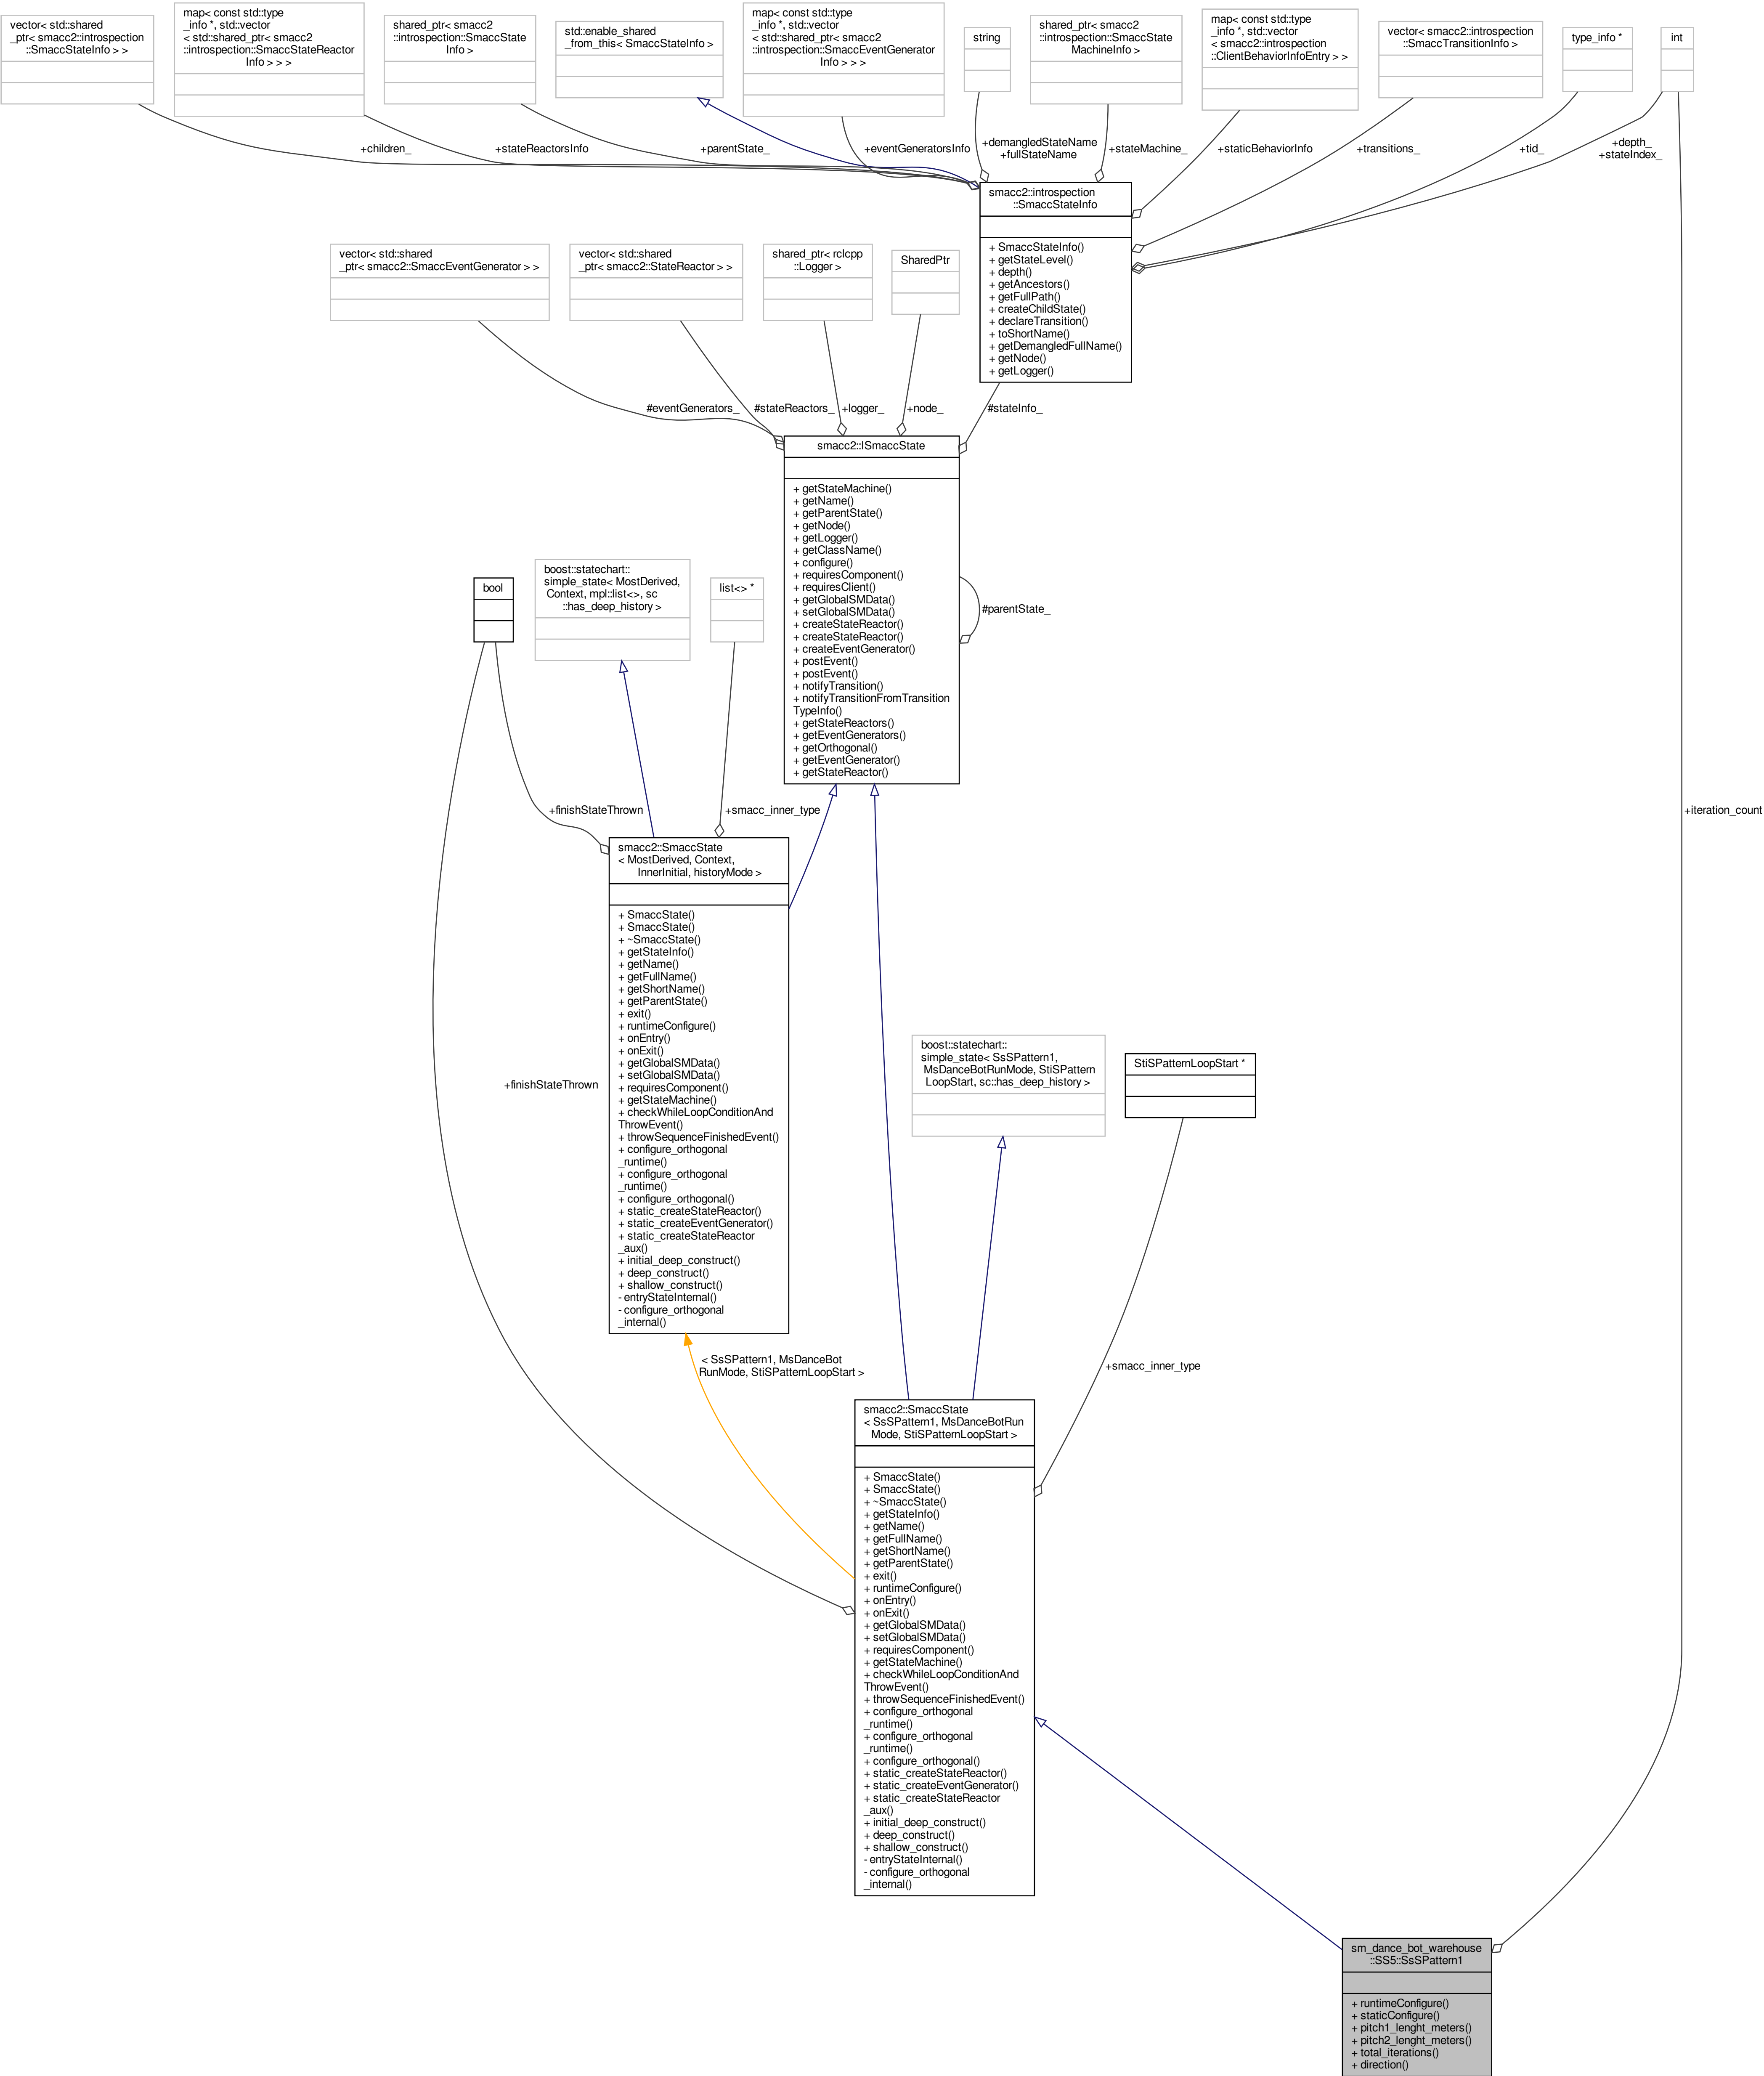 vector< std::shared
_ptr< smacc2::introspection
::SmaccStateInfo > >
map< const std::type
_info *, std::vector
< std::shared_ptr< smacc2
::introspection::SmaccStateReactor
Info > > >
shared_ptr< smacc2
::introspection::SmaccState
Info >
std::enable_shared
_from_this< SmaccStateInfo >
map< const std::type
_info *, std::vector
< std::shared_ptr< smacc2
::introspection::SmaccEventGenerator
Info > > >
string
shared_ptr< smacc2
::introspection::SmaccState
MachineInfo >
map< const std::type
_info *, std::vector
< smacc2::introspection
::ClientBehaviorInfoEntry > >
vector< smacc2::introspection
::SmaccTransitionInfo >
type_info *
int
+children_
+stateReactorsInfo
+parentState_
+eventGeneratorsInfo
+demangledStateName
+fullStateName
+stateMachine_
+staticBehaviorInfo
+transitions_
+tid_
+depth_
+stateIndex_
smacc2::introspection
::SmaccStateInfo
+ SmaccStateInfo()
+ getStateLevel()
+ depth()
+ getAncestors()
+ getFullPath()
+ createChildState()
+ declareTransition()
+ toShortName()
+ getDemangledFullName()
+ getNode()
+ getLogger()
vector< std::shared
_ptr< smacc2::SmaccEventGenerator > >
vector< std::shared
_ptr< smacc2::StateReactor > >
shared_ptr< rclcpp
::Logger >
SharedPtr
#eventGenerators_
#stateReactors_
+logger_
+node_
#stateInfo_
smacc2::ISmaccState
+ getStateMachine()
+ getName()
+ getParentState()
+ getNode()
+ getLogger()
+ getClassName()
+ configure()
+ requiresComponent()
+ requiresClient()
+ getGlobalSMData()
+ setGlobalSMData()
+ createStateReactor()
+ createStateReactor()
+ createEventGenerator()
+ postEvent()
+ postEvent()
+ notifyTransition()
+ notifyTransitionFromTransition
TypeInfo()
+ getStateReactors()
+ getEventGenerators()
+ getOrthogonal()
+ getEventGenerator()
+ getStateReactor()
#parentState_
bool
boost::statechart::
simple_state< MostDerived,
Context, mpl::list<>, sc
::has_deep_history >
list<> *
+finishStateThrown
+smacc_inner_type
+iteration_count
smacc2::SmaccState
< MostDerived, Context,
InnerInitial, historyMode >
+ SmaccState()
+ SmaccState()
+ ~SmaccState()
+ getStateInfo()
+ getName()
+ getFullName()
+ getShortName()
+ getParentState()
+ exit()
+ runtimeConfigure()
+ onEntry()
+ onExit()
+ getGlobalSMData()
+ setGlobalSMData()
+ requiresComponent()
+ getStateMachine()
+ checkWhileLoopConditionAnd
ThrowEvent()
+ throwSequenceFinishedEvent()
+ configure_orthogonal
_runtime()
+ configure_orthogonal
_runtime()
+ configure_orthogonal()
+ static_createStateReactor()
+ static_createEventGenerator()
+ static_createStateReactor
_aux()
+ initial_deep_construct()
+ deep_construct()
+ shallow_construct()
- entryStateInternal()
- configure_orthogonal
_internal()
+finishStateThrown
boost::statechart::
simple_state< SsSPattern1,
MsDanceBotRunMode, StiSPattern
LoopStart, sc::has_deep_history >
StiSPatternLoopStart *
< SsSPattern1, MsDanceBot
RunMode, StiSPatternLoopStart >
+smacc_inner_type
smacc2::SmaccState
< SsSPattern1, MsDanceBotRun
Mode, StiSPatternLoopStart >
+ SmaccState()
+ SmaccState()
+ ~SmaccState()
+ getStateInfo()
+ getName()
+ getFullName()
+ getShortName()
+ getParentState()
+ exit()
+ runtimeConfigure()
+ onEntry()
+ onExit()
+ getGlobalSMData()
+ setGlobalSMData()
+ requiresComponent()
+ getStateMachine()
+ checkWhileLoopConditionAnd
ThrowEvent()
+ throwSequenceFinishedEvent()
+ configure_orthogonal
_runtime()
+ configure_orthogonal
_runtime()
+ configure_orthogonal()
+ static_createStateReactor()
+ static_createEventGenerator()
+ static_createStateReactor
_aux()
+ initial_deep_construct()
+ deep_construct()
+ shallow_construct()
- entryStateInternal()
- configure_orthogonal
_internal()
sm_dance_bot_warehouse
::SS5::SsSPattern1
+ runtimeConfigure()
+ staticConfigure()
+ pitch1_lenght_meters()
+ pitch2_lenght_meters()
+ total_iterations()
+ direction()